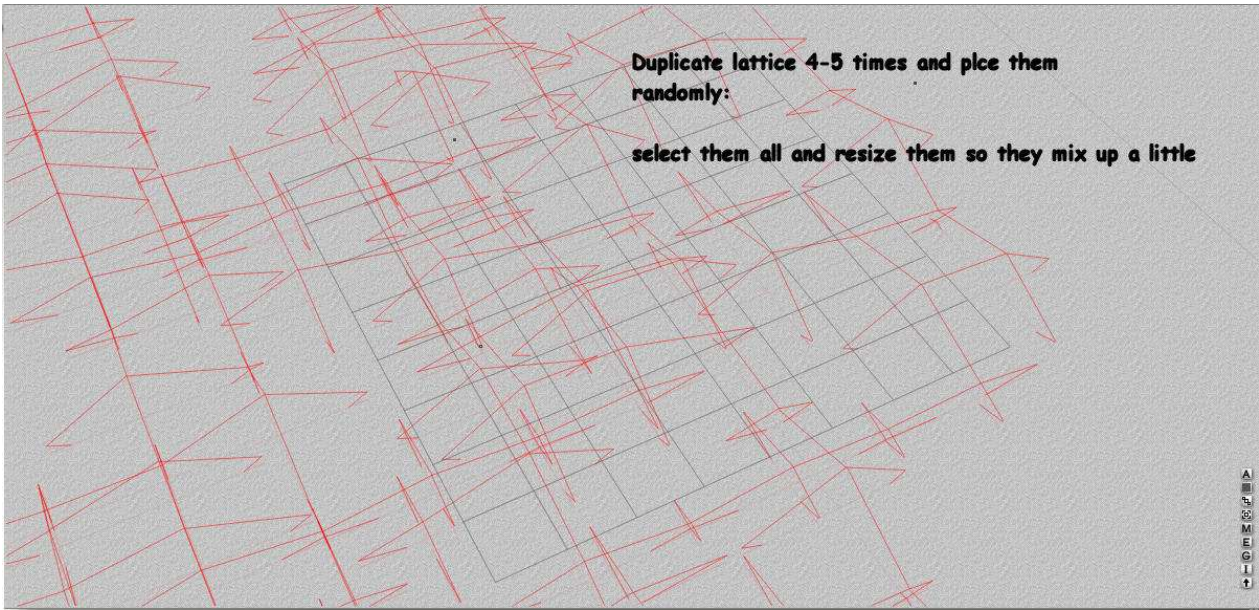 Duplicate lattice 4-5 times and plce them
randomly:
select them all and resize them so they mix up a little
A
M
E
G
I